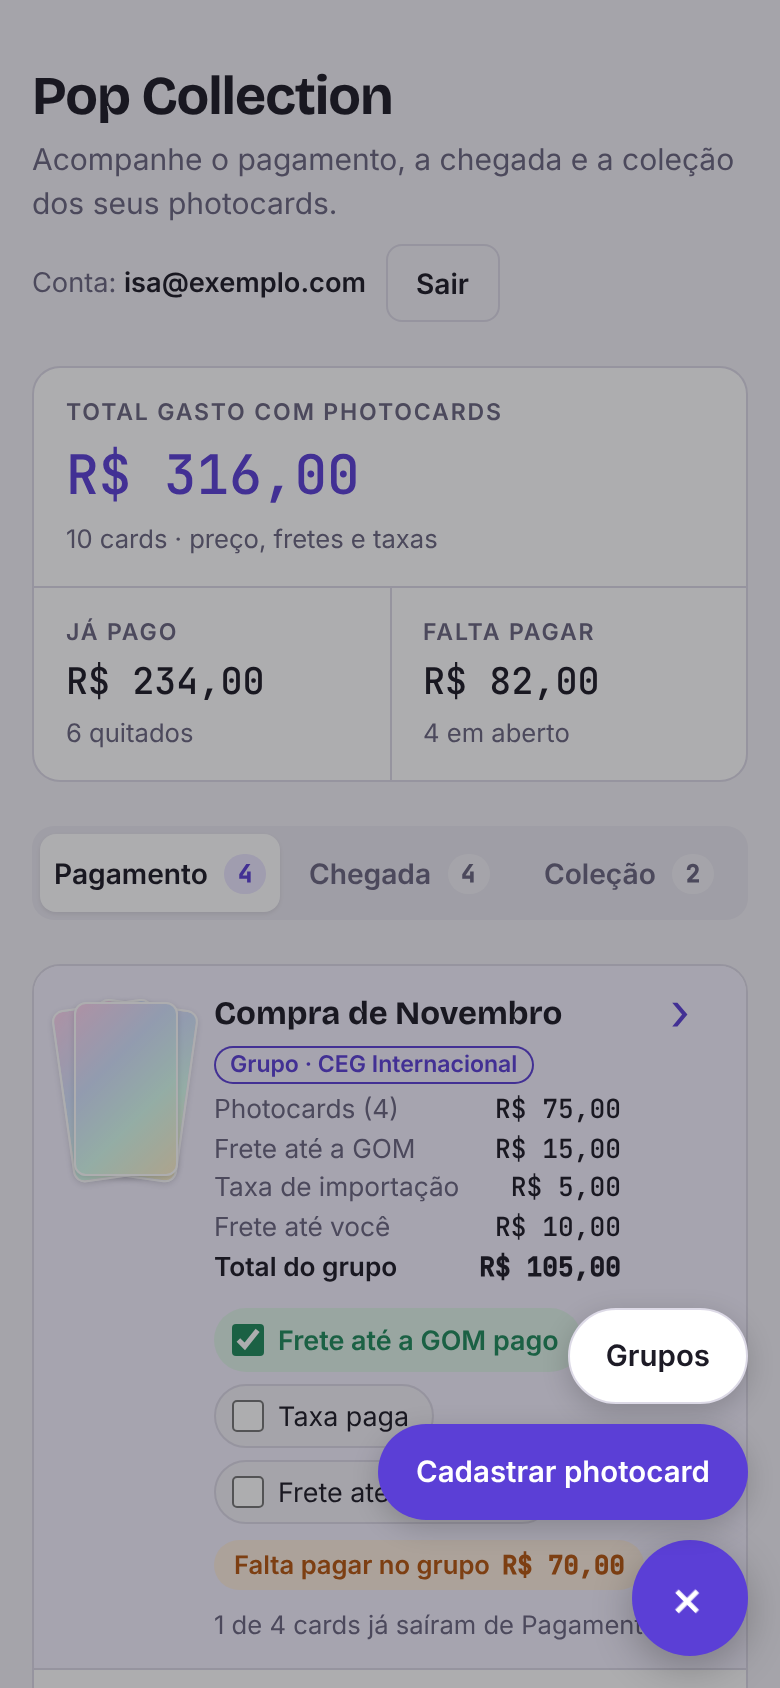 Pop Collection
Acompanhe o pagamento, a chegada e a coleção
dos seus photocards.
Conta: isa@exemplo.com Sair
TOTAL GASTO COM PHOTOCARDS
R$ 316,00
10 cards · preço, fretes e taxas
JÁ PAGO
R$ 234,00
6 quitados
FALTA PAGAR
R$ 82,00
4 em aberto
Pagamento 4 Chegada 4 Coleção 2
Compra de Novembro
Grupo · CEG Internacional
Photocards (4) R$ 75,00
Frete até a GOM R$ 15,00
Taxa de importação R$ 5,00
Frete até você R$ 10,00
Total do grupo R$ 105,00
Frete até a GOM pago
Grupos
Taxa paga
Cadastrar photocard
Frete até
Falta pagar no grupo R$ 70,00
1 de 4 cards já saíram de Pagament